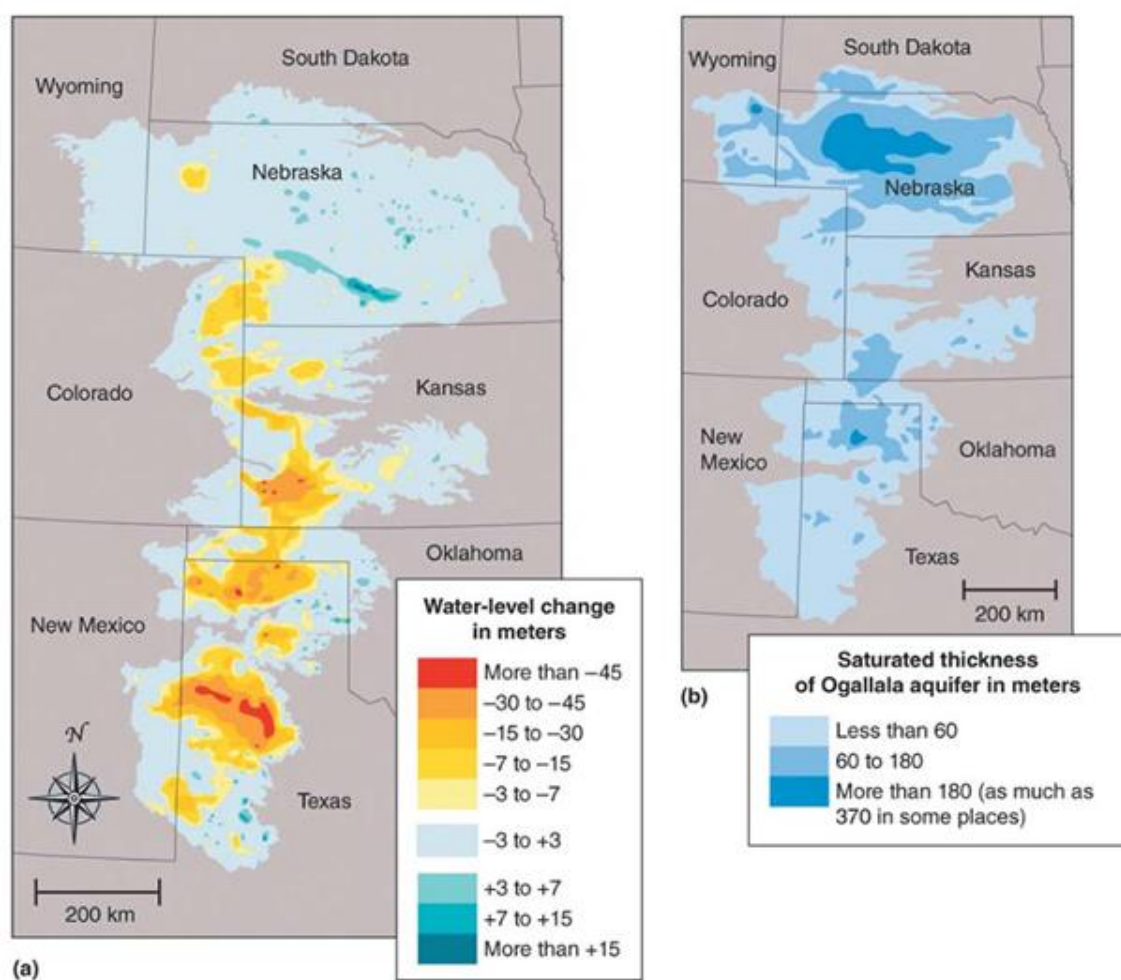 South Dakota
Wyoming
Nebraska
Colorado
Kansas
Oklahoma
New Mexico
Texas
N
200 km
Water-level change
in meters
More than −45
−30 to −45
−15 to −30
−7 to −15
−3 to −7
−3 to +3
+3 to +7
+7 to +15
More than +15
(a)
South Dakota
Wyoming
Nebraska
Kansas
Colorado
New
Mexico
Oklahoma
Texas
200 km
Saturated thickness
of Ogallala aquifer in meters
Less than 60
60 to 180
More than 180 (as much as
370 in some places)
(b)